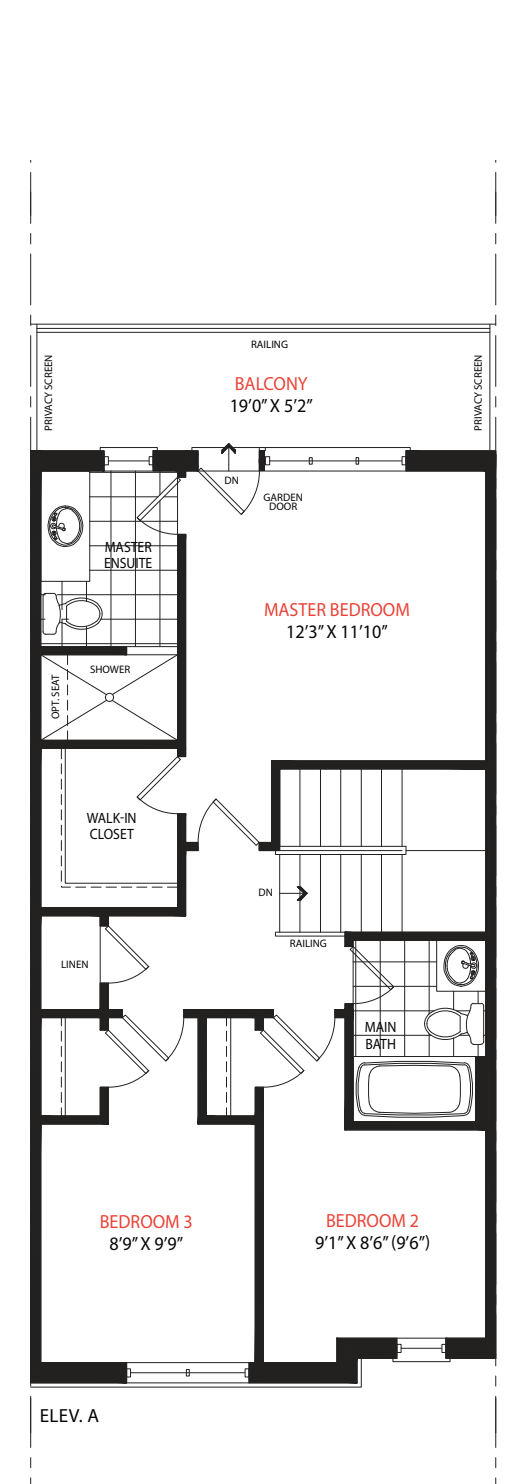 RAILING
PRIVACY SCREEN
BALCONY
19'0" X 5'2"
PRIVACY SCREEN
DN
GARDEN
DOOR
MASTER
ENSUITE
MASTER BEDROOM
12'3" X 11'10"
SHOWER
OPT. SEAT
WALK-IN
CLOSET
DN
RAILING
LINEN
MAIN
BATH
BEDROOM 3
8'9" X 9'9"
BEDROOM 2
9'1" X 8'6" (9'6")
ELEV. A